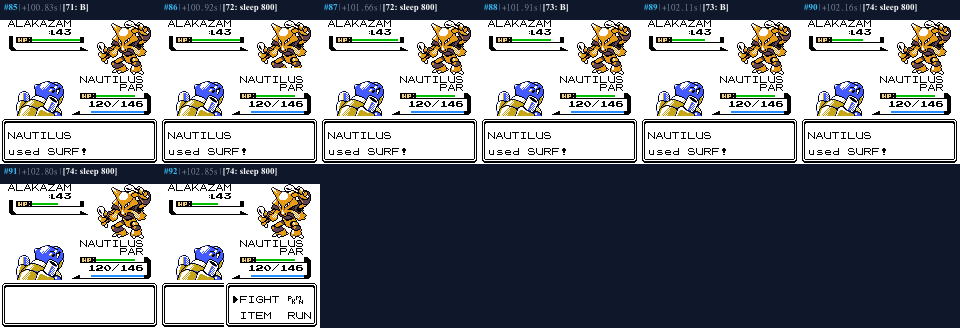 #85|+100.83s|[71: B]
ALAKAZAM
:L43
HP:
NAUTILUS
PAR
HP:
120/146
NAUTILUS
used SURF!
#86|+100.92s|[72: sleep 800]
ALAKAZAM
:L43
HP:
NAUTILUS
PAR
HP:
120/146
NAUTILUS
used SURF!
#87|+101.66s|[72: sleep 800]
ALAKAZAM
:L43
HP:
NAUTILUS
PAR
HP:
120/146
NAUTILUS
used SURF!
#88|+101.91s|[73: B]
ALAKAZAM
:L43
HP:
NAUTILUS
PAR
HP:
120/146
NAUTILUS
used SURF!
#89|+102.11s|[73: B]
ALAKAZAM
:L43
HP:
NAUTILUS
PAR
HP:
120/146
NAUTILUS
used SURF!
#90|+102.16s|[74: sleep 800]
ALAKAZAM
:L43
HP:
NAUTILUS
PAR
HP:
120/146
NAUTILUS
used SURF!
#91|+102.80s|[74: sleep 800]
ALAKAZAM
:L43
HP:
NAUTILUS
PAR
HP:
120/146
#92|+102.85s|[74: sleep 800]
ALAKAZAM
:L43
HP:
NAUTILUS
PAR
HP:
120/146
▶FIGHT PKMN
ITEM RUN